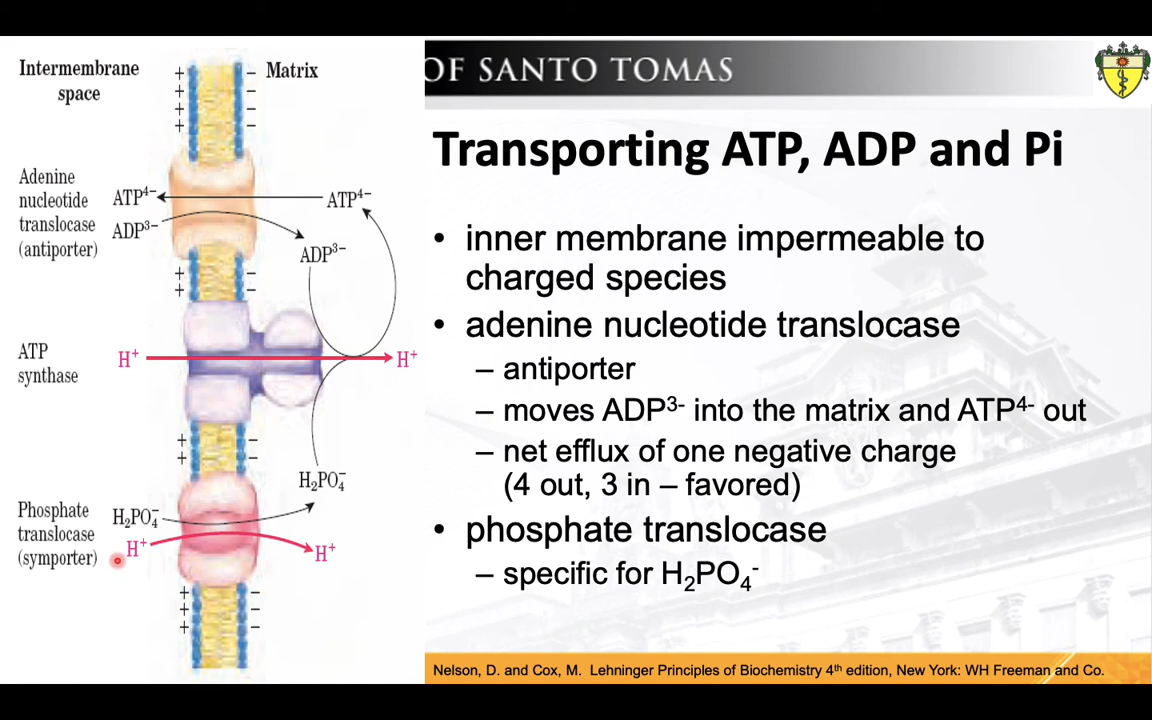 OF SANTO TOMAS
Intermembrane
space
+ − Matrix
+
+ −
+ −
+ −
Adenine
nucleotide
translocase
(antiporter)
ATP⁴⁻
ATP⁴⁻
ADP³⁻
ADP³⁻
+ −
+ −
ATP
synthase
H⁺
H⁺
+ −
+ −
H₂PO₄⁻
Phosphate
translocase
(symporter)
H₂PO₄⁻
H⁺
H⁺
+ −
+ −
+ −
Transporting ATP, ADP and Pi
• inner membrane impermeable to
charged species
• adenine nucleotide translocase
– antiporter
– moves ADP³⁻ into the matrix and ATP⁴⁻ out
– net efflux of one negative charge
(4 out, 3 in – favored)
• phosphate translocase
– specific for H₂PO₄⁻
Nelson, D. and Cox, M. Lehninger Principles of Biochemistry 4ᵗʰ edition, New York: WH Freeman and Co.